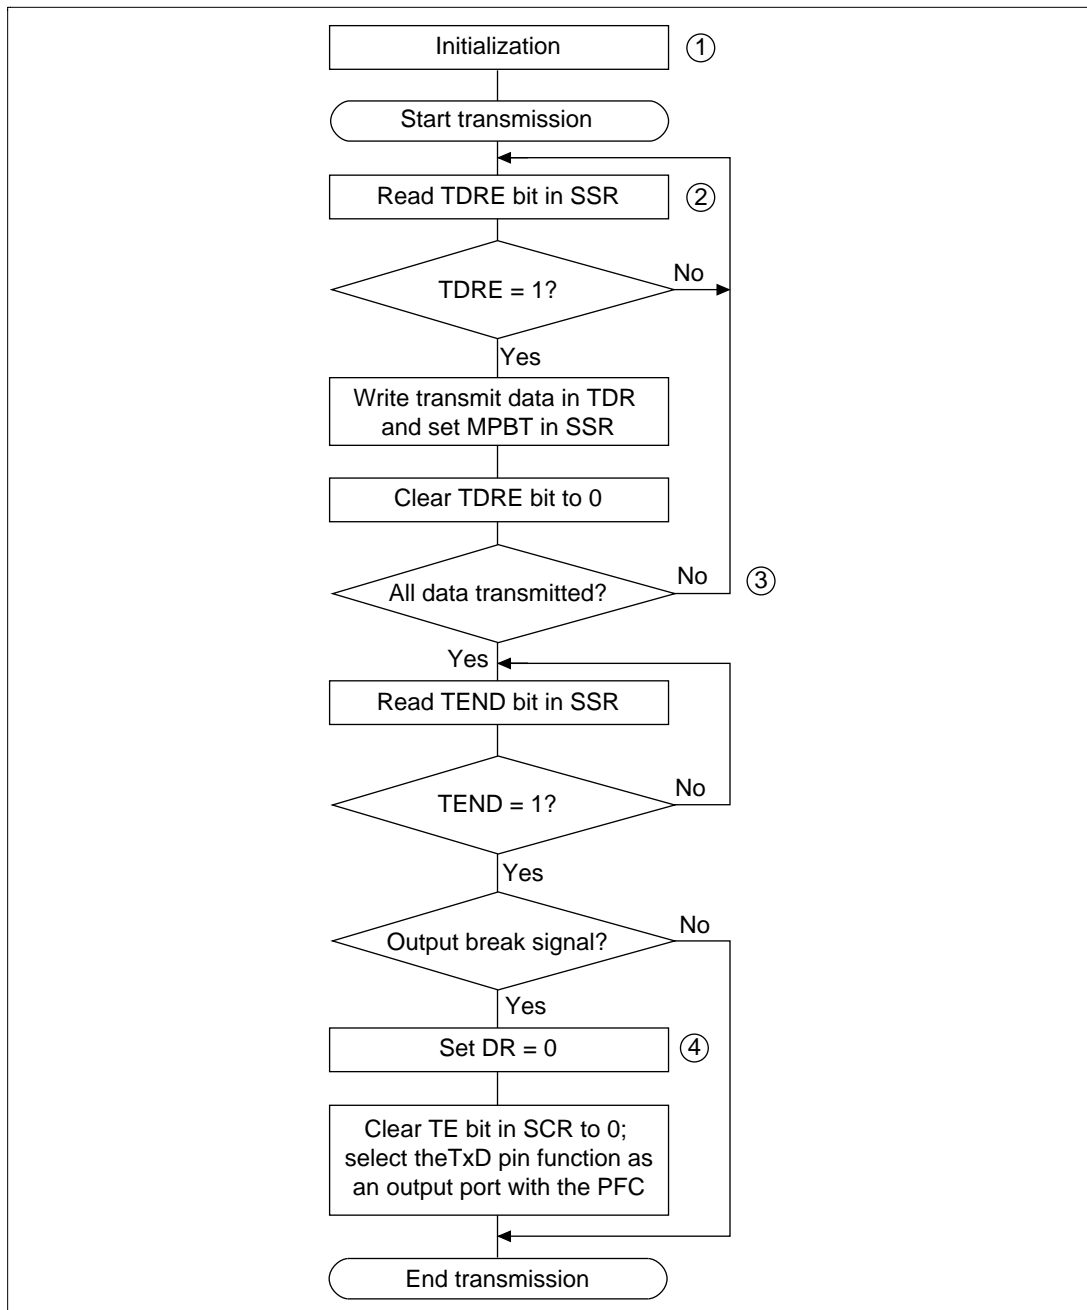 Initialization
①
Start transmission
Read TDRE bit in SSR
②
TDRE = 1?
No
Yes
Write transmit data in TDR
and set MPBT in SSR
Clear TDRE bit to 0
All data transmitted?
No
③
Yes
Read TEND bit in SSR
TEND = 1?
No
Yes
Output break signal?
No
Yes
Set DR = 0
④
Clear TE bit in SCR to 0;
select theTxD pin function as
an output port with the PFC
End transmission